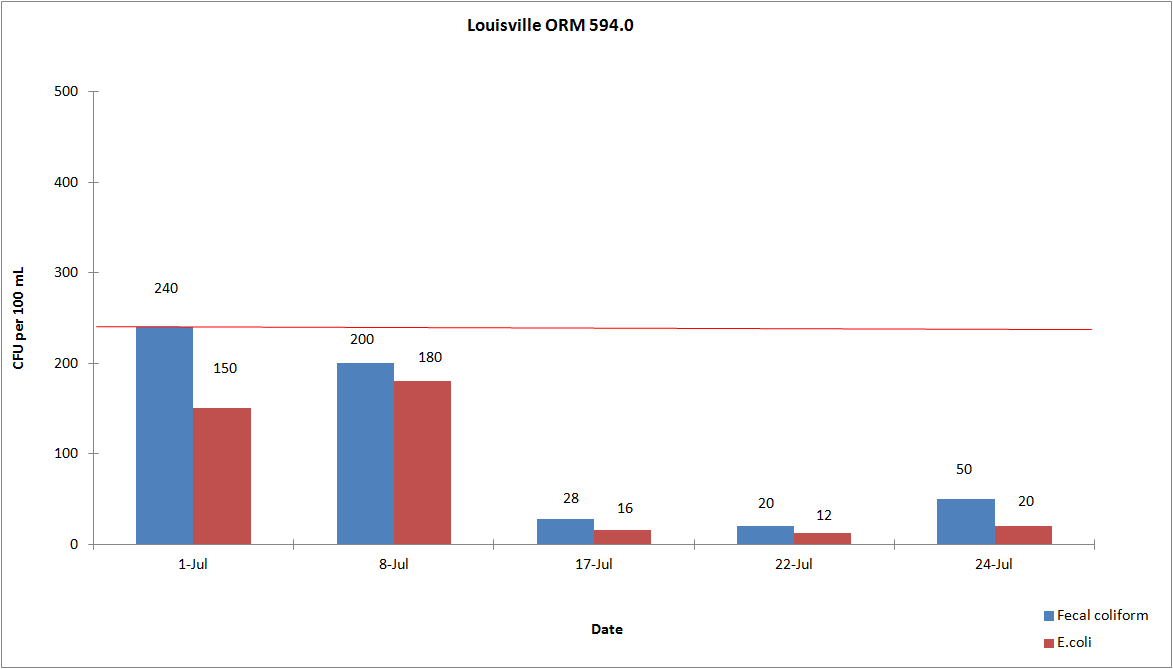 Louisville ORM 594.0
500
400
300
200
100
0
CFU per 100 mL
240
150
200
180
28
16
20
12
50
20
1-Jul
8-Jul
17-Jul
22-Jul
24-Jul
Date
Fecal coliform
E.coli